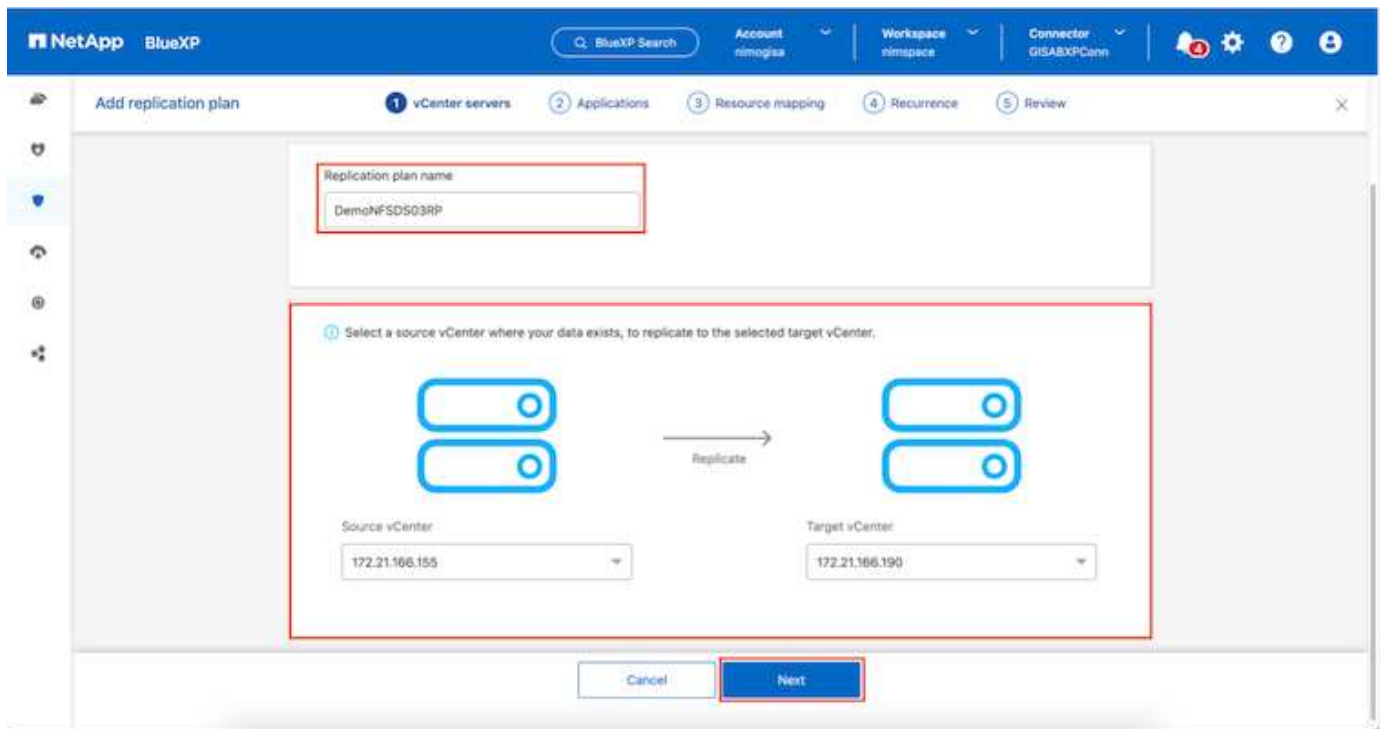 NetApp BlueXP
BlueXP Search
Account
nimogisa
Workspace
nimspace
Connector
GISABXPConn
4
Add replication plan
1 vCenter servers
2 Applications
3 Resource mapping
4 Recurrence
5 Review
Replication plan name
DemoNFSDS03RP
Select a source vCenter where your data exists, to replicate to the selected target vCenter.
Replicate
Source vCenter
Target vCenter
172.21.166.155
172.21.166.190
Cancel
Next